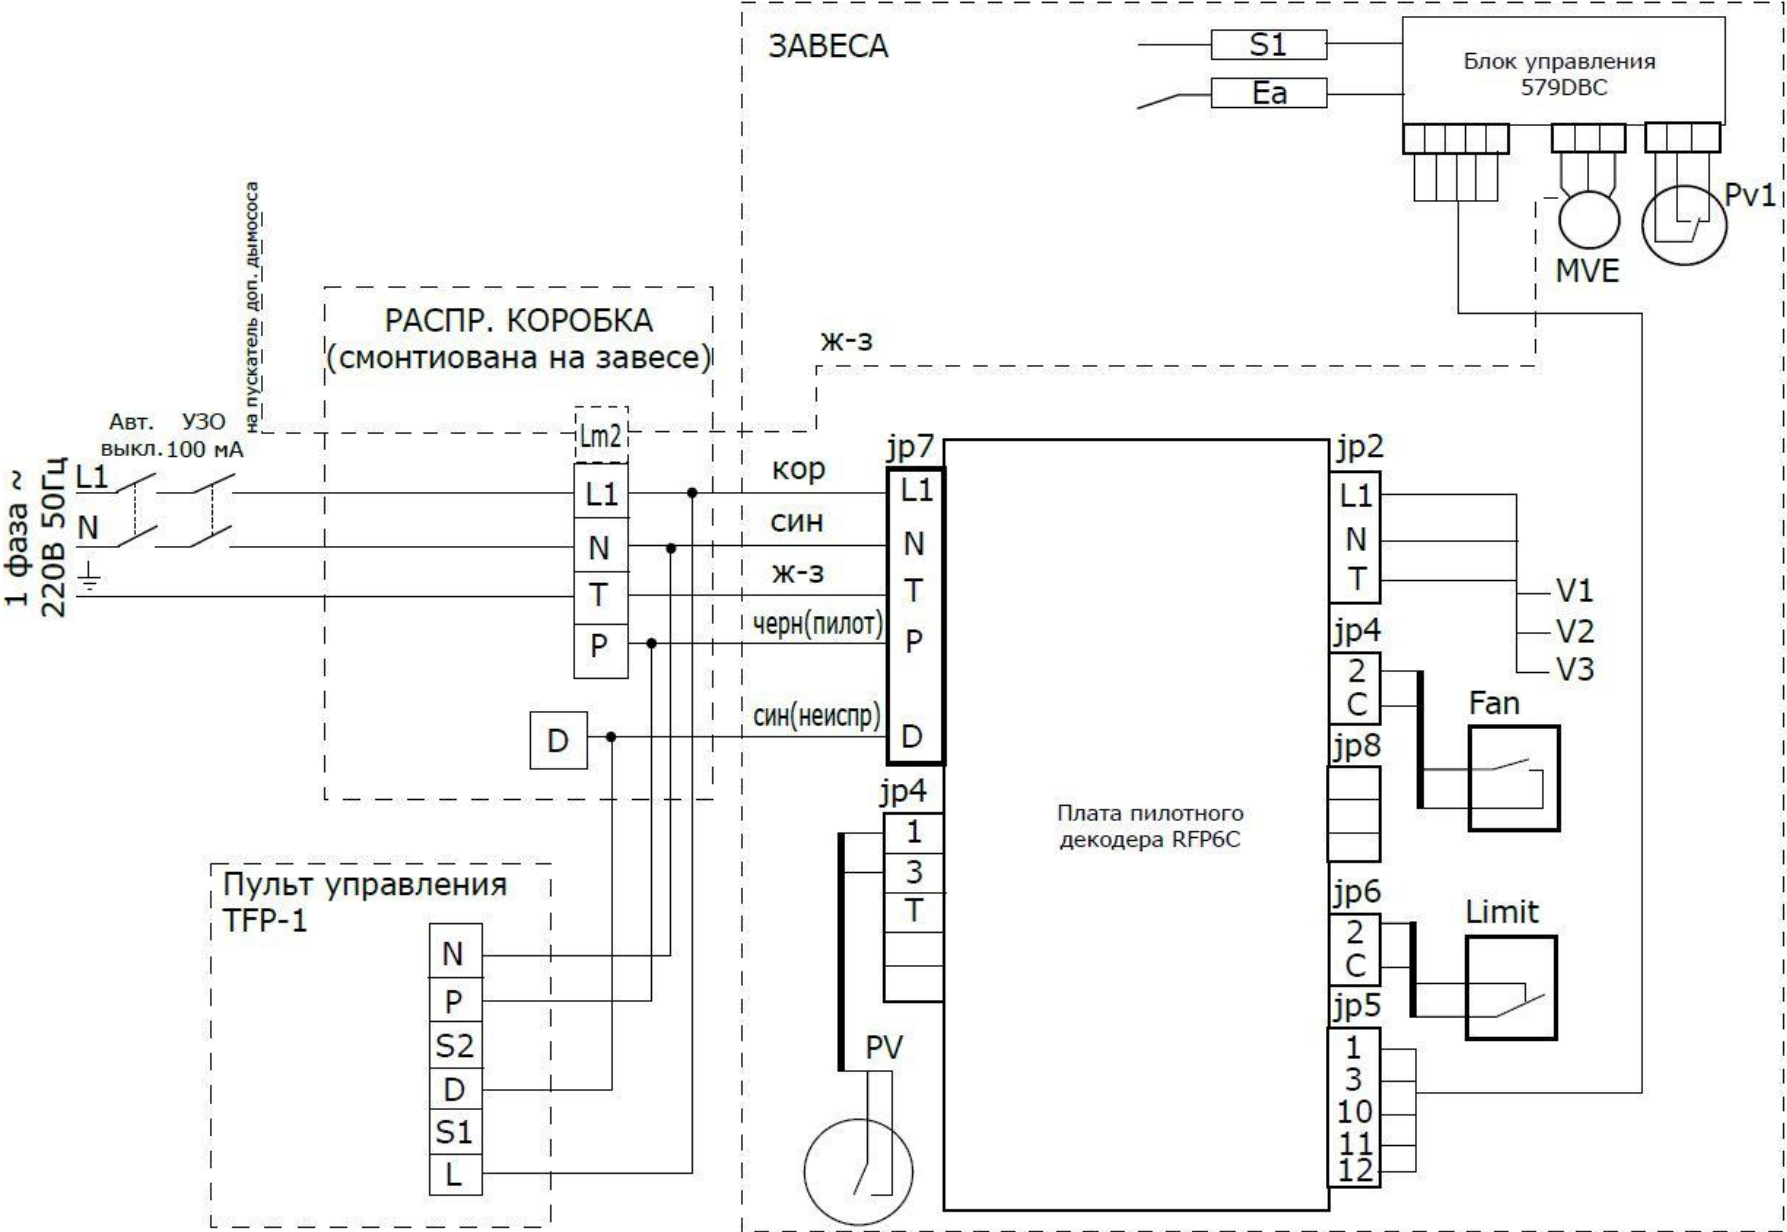 ЗАВЕСА
S1
Ea
Блок управления
579DBC
Pv1
MVE
на пускатель доп. дымососа
РАСПР. КОРОБКА
(смонтиована на завесе)
ж-з
Авт. УЗО
выкл. 100 мА
1 фаза ~
220В 50Гц
L1
N
Lm2
L1
N
T
P
D
кор
син
ж-з
черн(пилот)
син(неиспр)
jp7
L1
N
T
P
D
jp4
1
3
T
PV
Плата пилотного
декодера RFP6C
jp2
L1
N
T
V1
V2
V3
jp4
2
C
Fan
jp8
jp6
2
C
Limit
jp5
1
3
10
11
12
Пульт управления
TFP-1
N
P
S2
D
S1
L